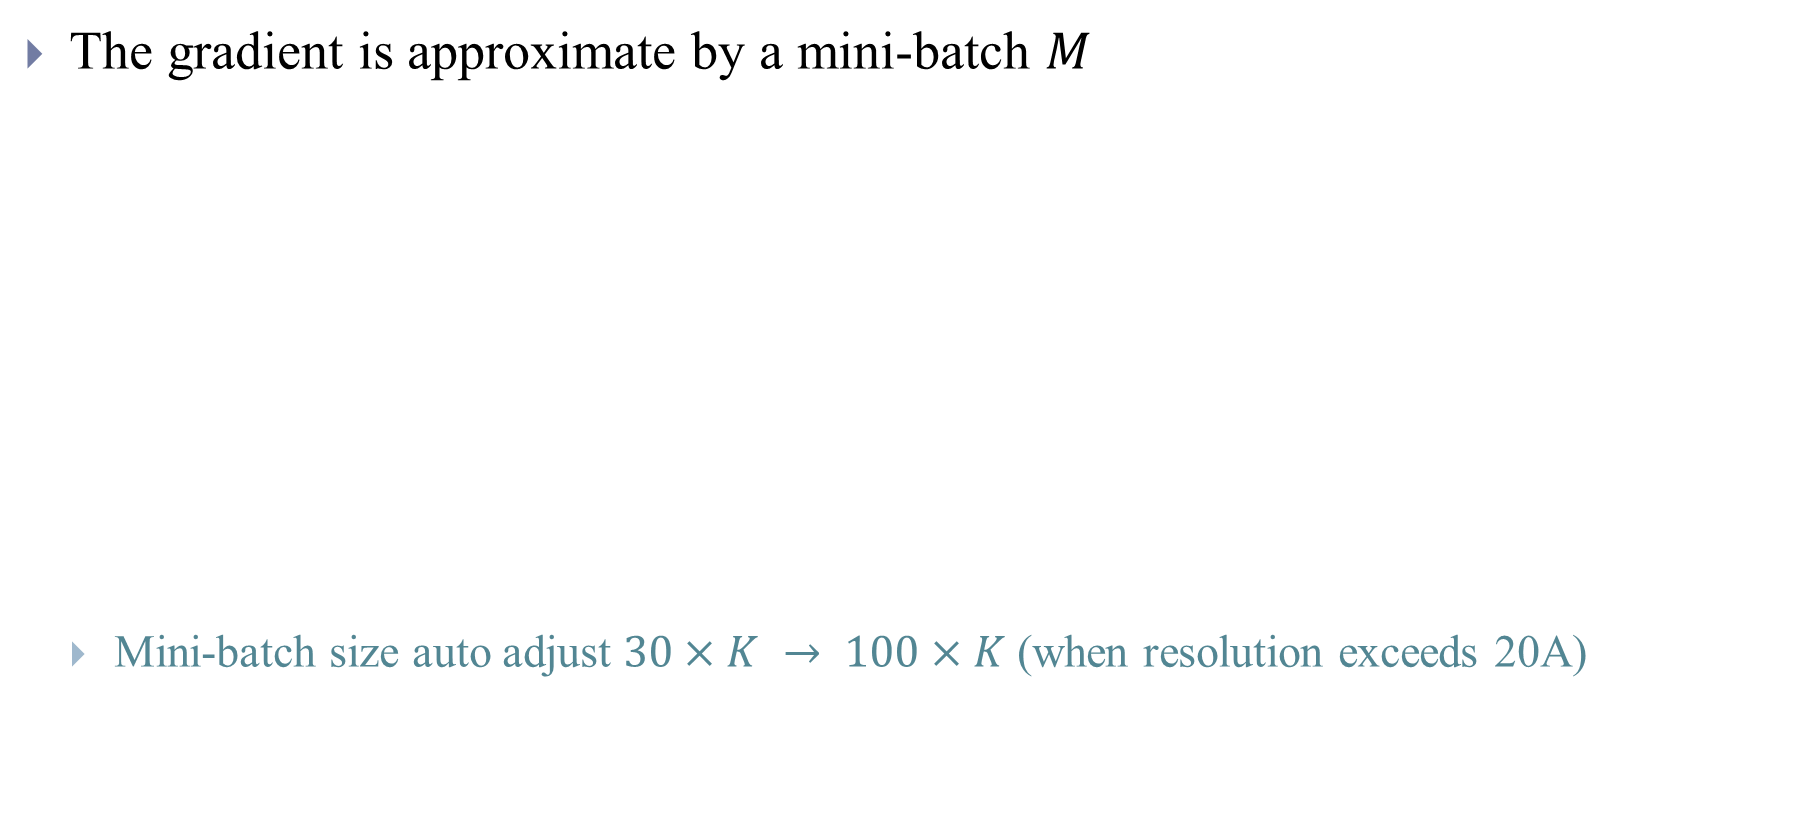 The gradient is approximate by a mini-batch M
Mini-batch size auto adjust 30 × K → 100 × K (when resolution exceeds 20A)